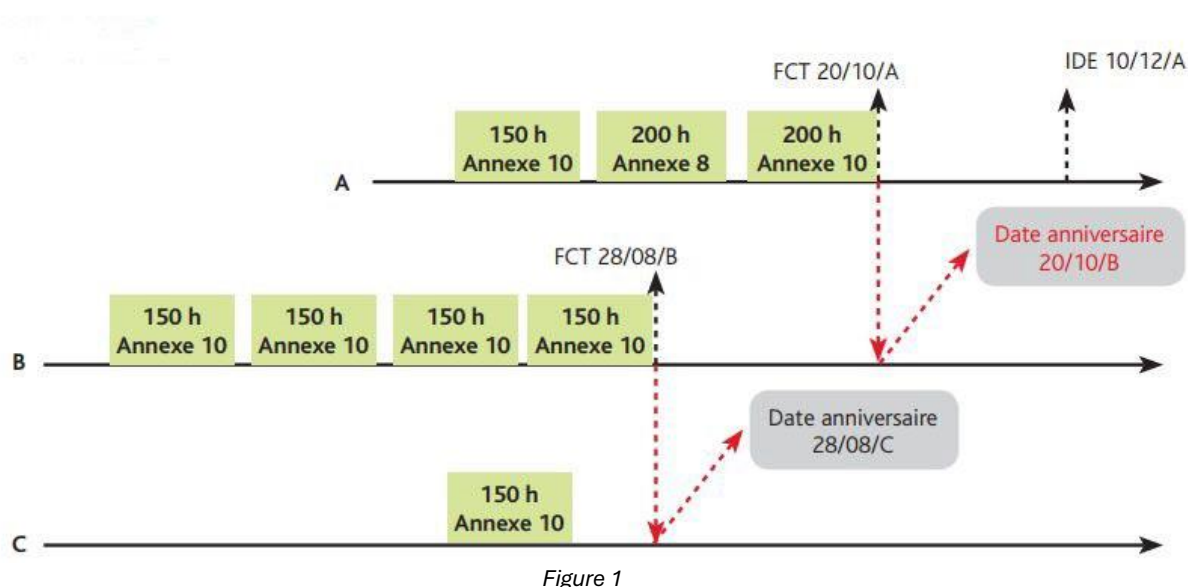 FCT 20/10/A
IDE 10/12/A
150 h
Annexe 10
200 h
Annexe 8
200 h
Annexe 10
A
Date anniversaire
20/10/B
FCT 28/08/B
150 h
Annexe 10
150 h
Annexe 10
150 h
Annexe 10
150 h
Annexe 10
B
Date anniversaire
28/08/C
150 h
Annexe 10
C
Figure 1